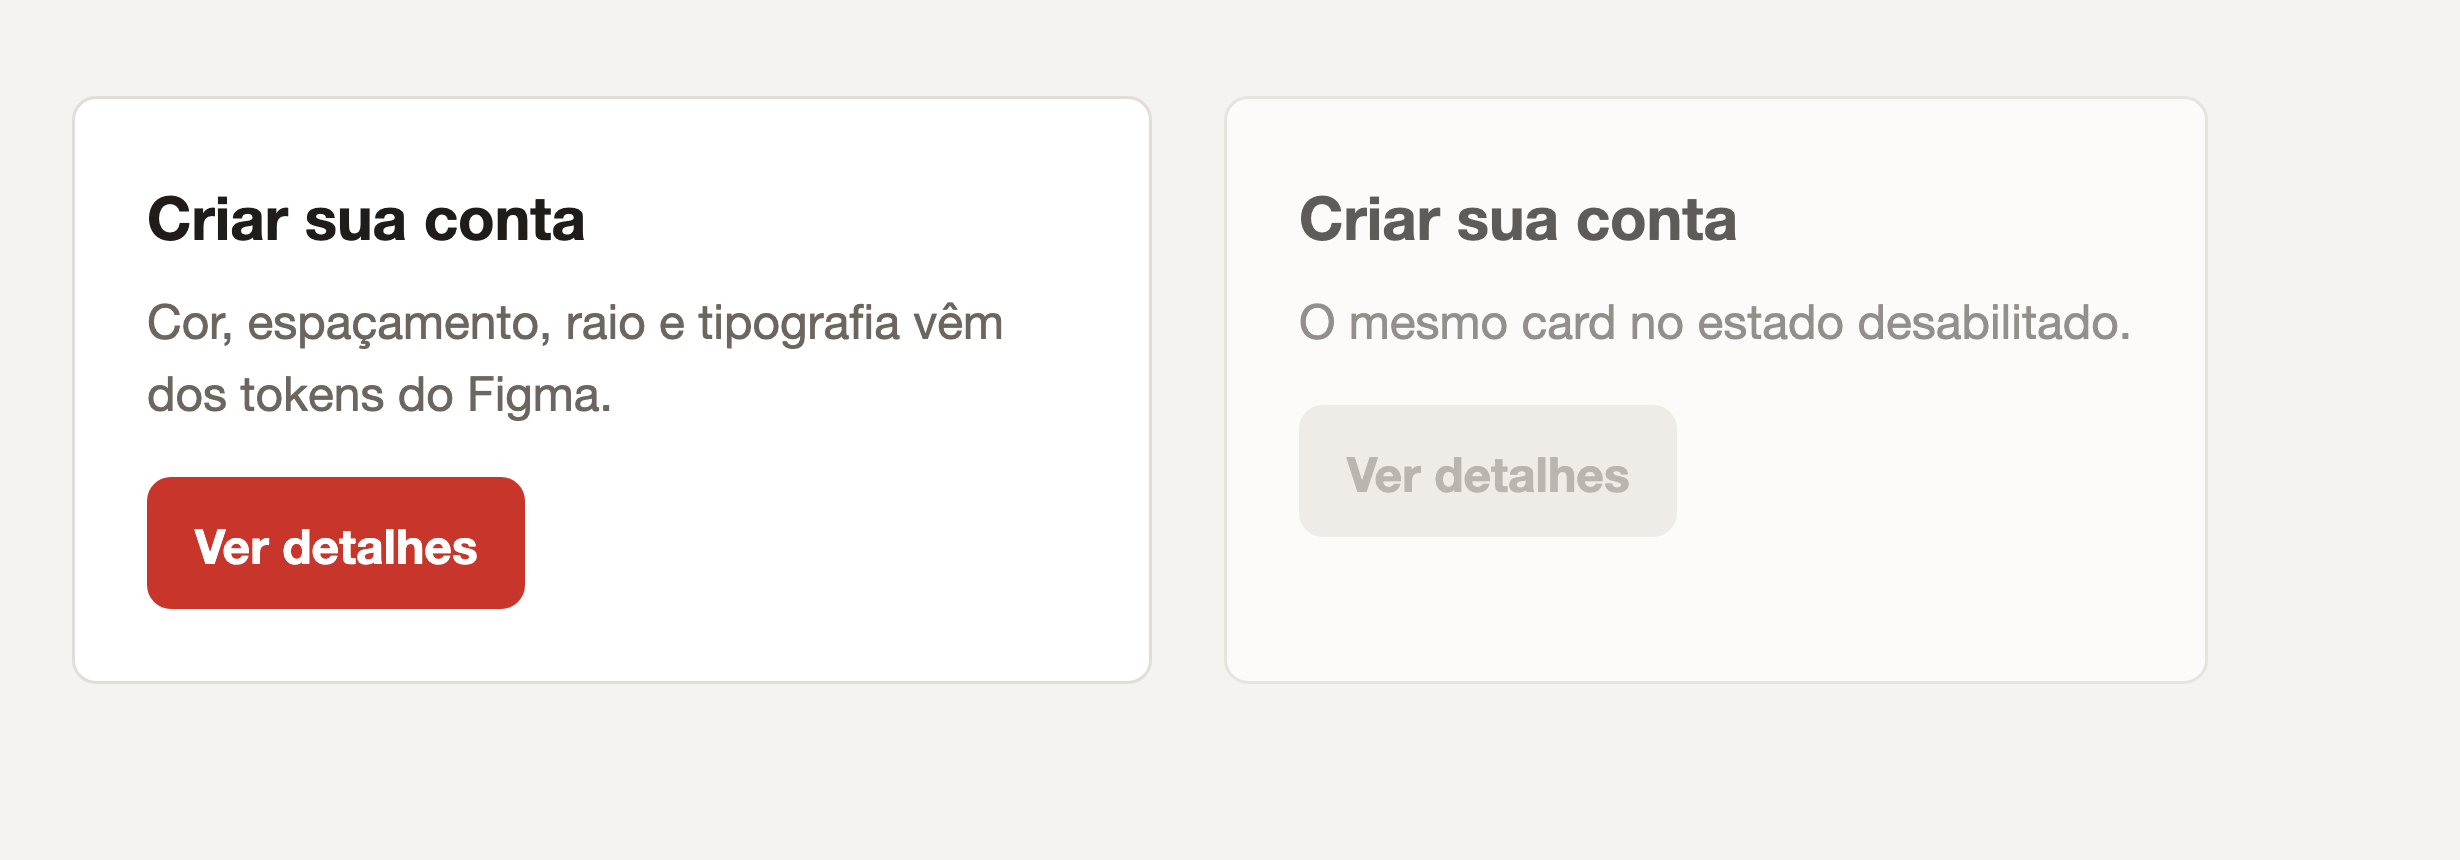 Criar sua conta
Cor, espaçamento, raio e tipografia vêm
dos tokens do Figma.
Ver detalhes
Criar sua conta
O mesmo card no estado desabilitado.
Ver detalhes